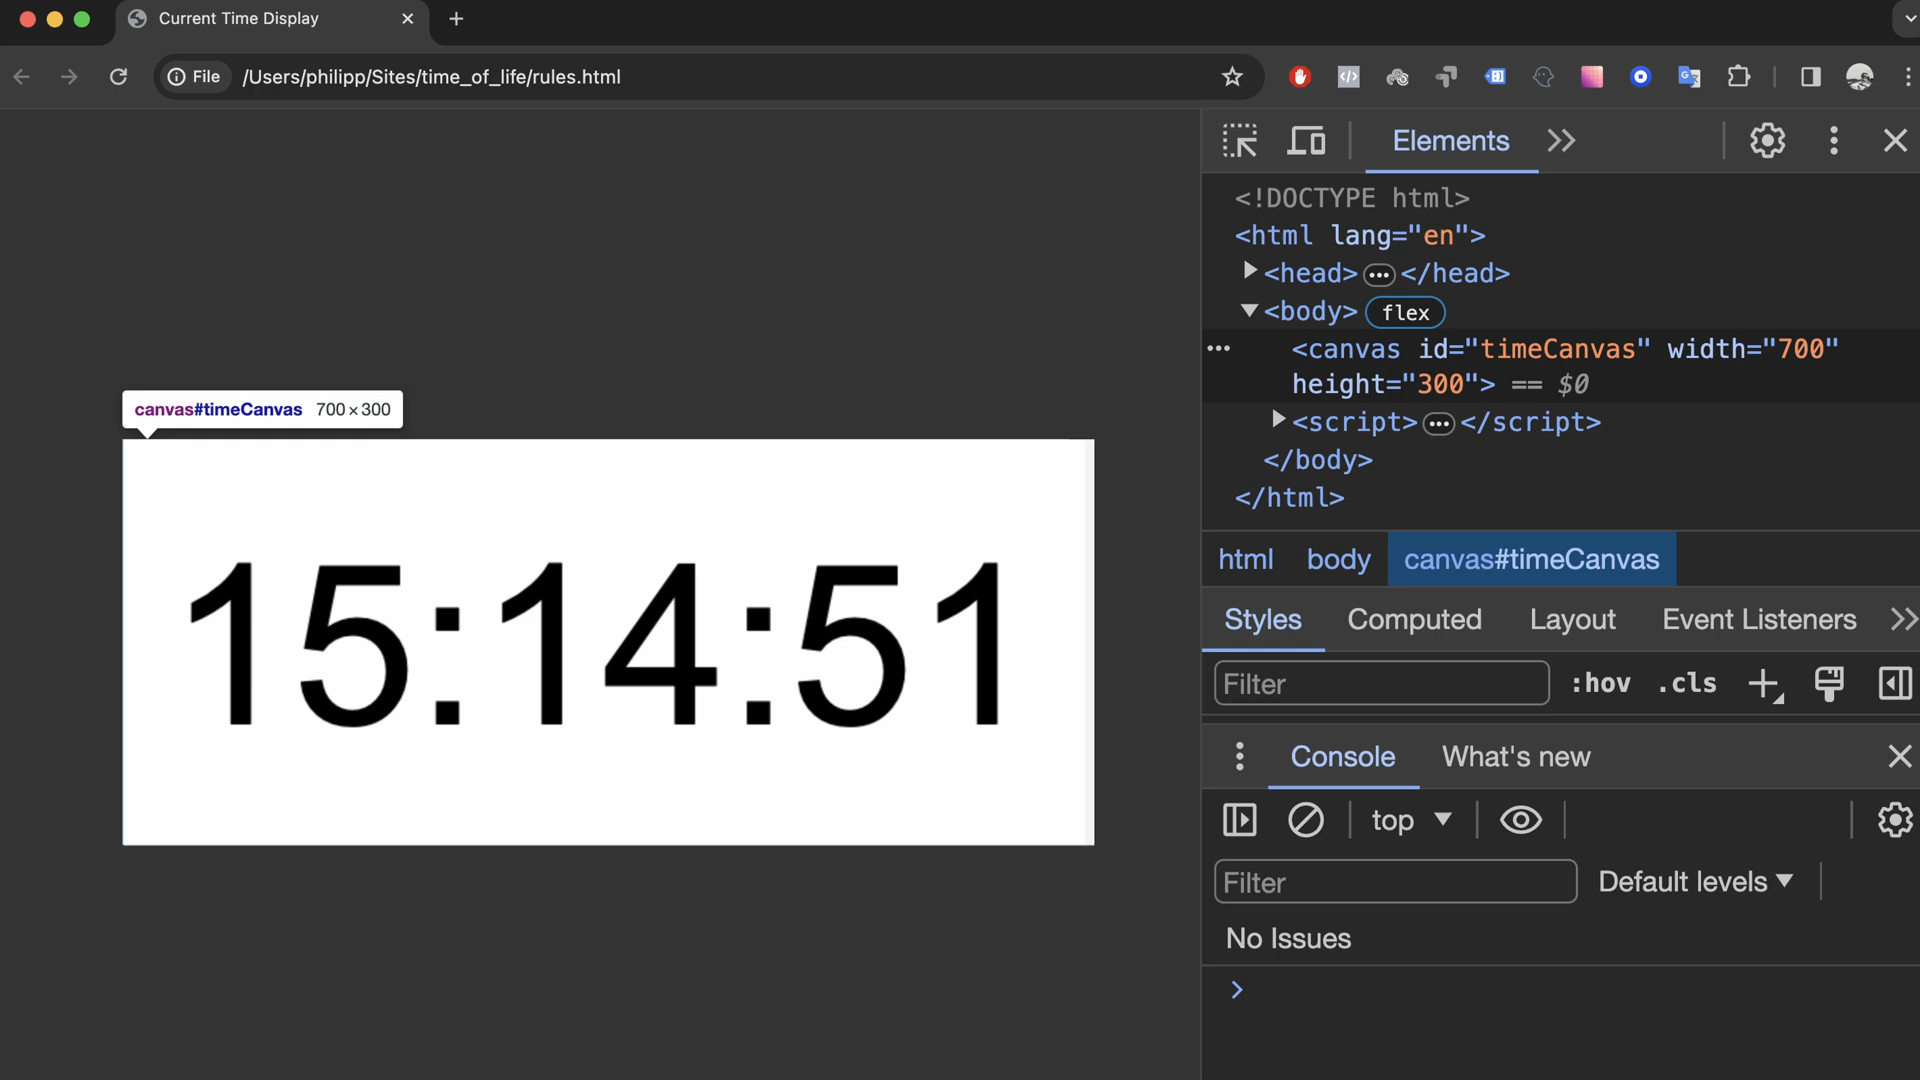 Current Time Display
File /Users/philipp/Sites/time_of_life/rules.html
Elements
<!DOCTYPE html>
<html lang="en">
<head> ••• </head>
<body> flex
••• <canvas id="timeCanvas" width="700"
height="300"> == $0
<script> ••• </script>
</body>
</html>
canvas#timeCanvas 700×300
15:14:51
html body canvas#timeCanvas
Styles Computed Layout Event Listeners
Filter :hov .cls
Console What's new
top
Filter Default levels
No Issues